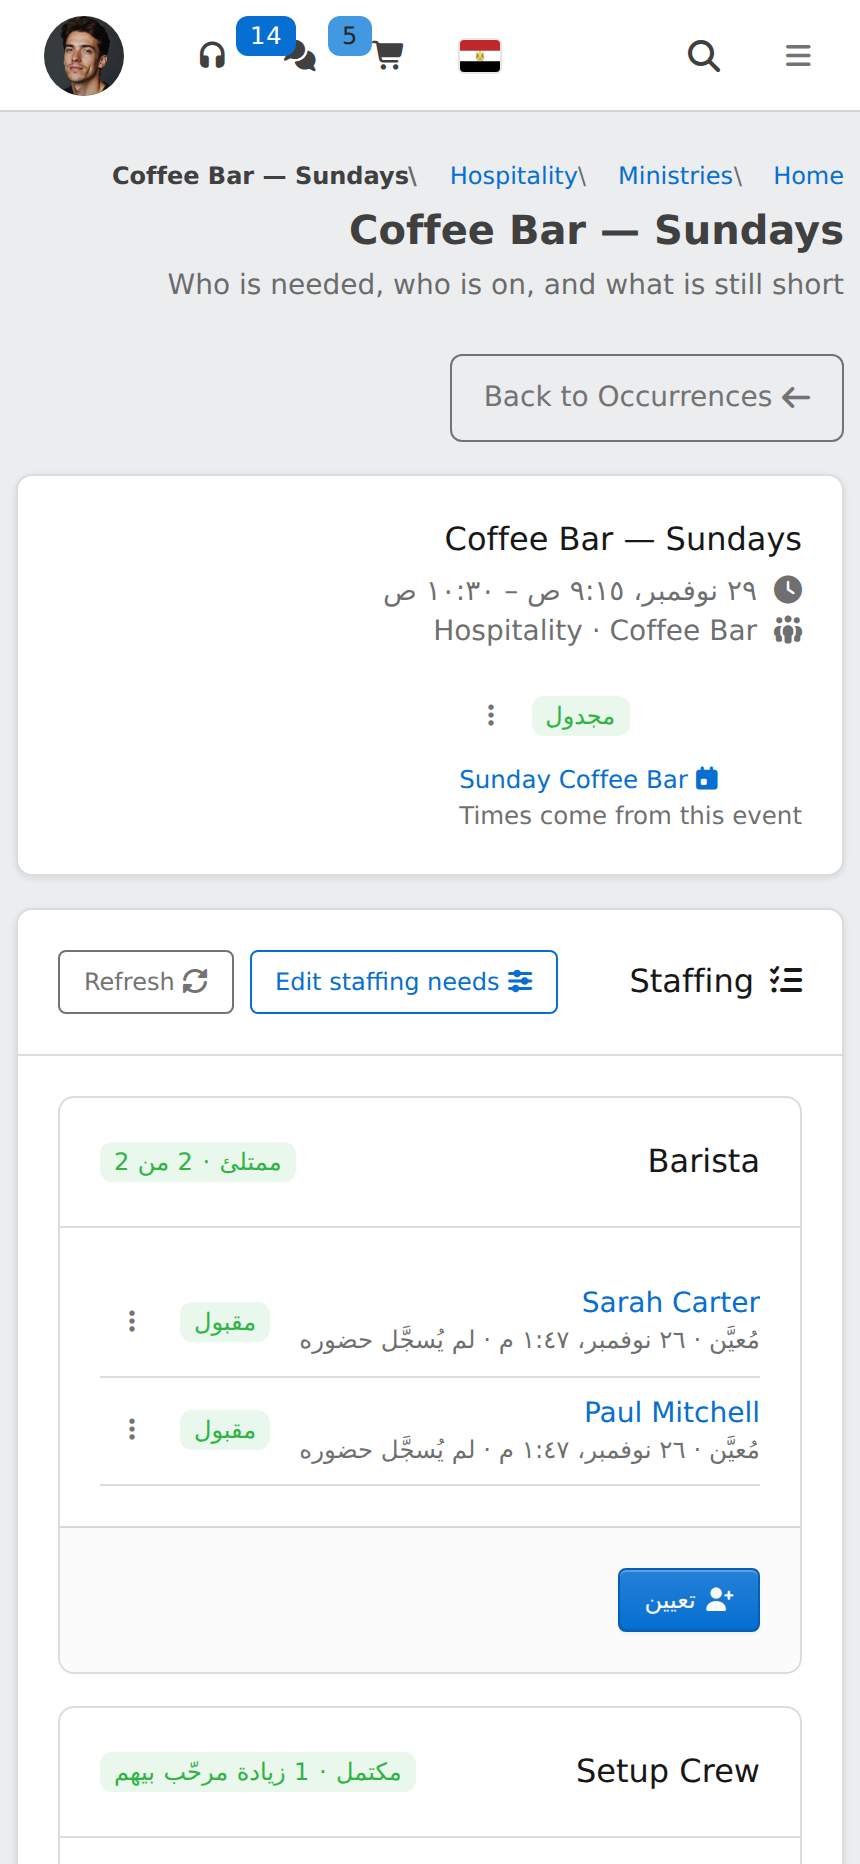 14
5
Home \ Ministries \ Hospitality \ Coffee Bar — Sundays
Coffee Bar — Sundays
Who is needed, who is on, and what is still short
Back to Occurrences
Coffee Bar — Sundays
٢٩ نوفمبر، ٩:١٥ ص – ١٠:٣٠ ص
Hospitality · Coffee Bar
مجدول
Sunday Coffee Bar
Times come from this event
Staffing
Edit staffing needs
Refresh
Barista
ممتلئ · 2 من 2
Sarah Carter
مُعيَّن · ٢٦ نوفمبر، ١:٤٧ م · لم يُسجَّل حضوره
مقبول
Paul Mitchell
مُعيَّن · ٢٦ نوفمبر، ١:٤٧ م · لم يُسجَّل حضوره
مقبول
تعيين
Setup Crew
مكتمل · 1 زيادة مرحّب بيهم